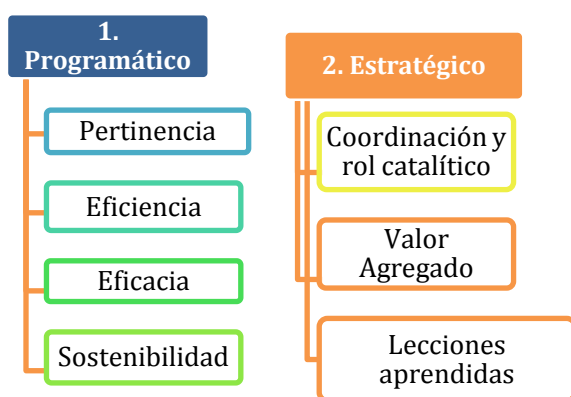 1.
Programático
Pertinencia
Eficiencia
Eficacia
Sostenibilidad
2. Estratégico
Coordinación y
rol catalítico
Valor
Agregado
Lecciones
aprendidas